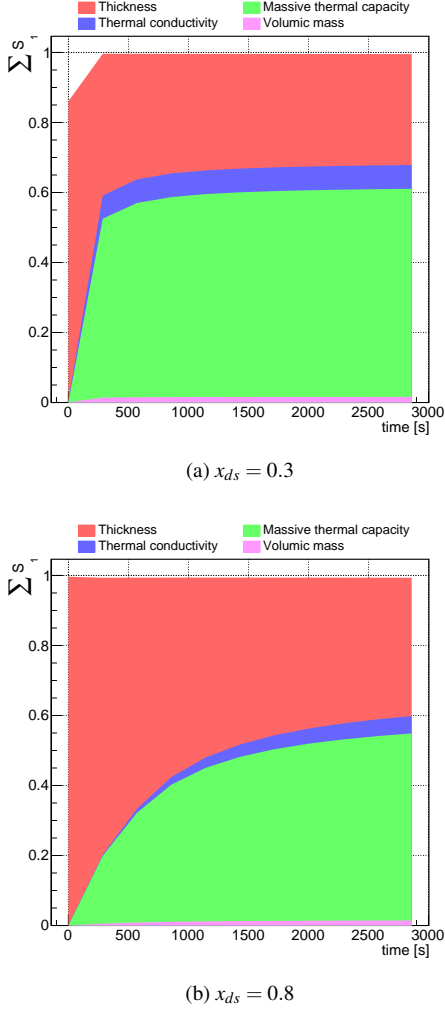 Thickness Massive thermal capacity
Thermal conductivity Volumic mass
∑ S 1
1
0.8
0.6
0.4
0.2
0
0 500 1000 1500 2000 2500 3000
time [s]
(a) x_ds = 0.3
Thickness Massive thermal capacity
Thermal conductivity Volumic mass
∑ S 1
1
0.8
0.6
0.4
0.2
0
0 500 1000 1500 2000 2500 3000
time [s]
(b) x_ds = 0.8